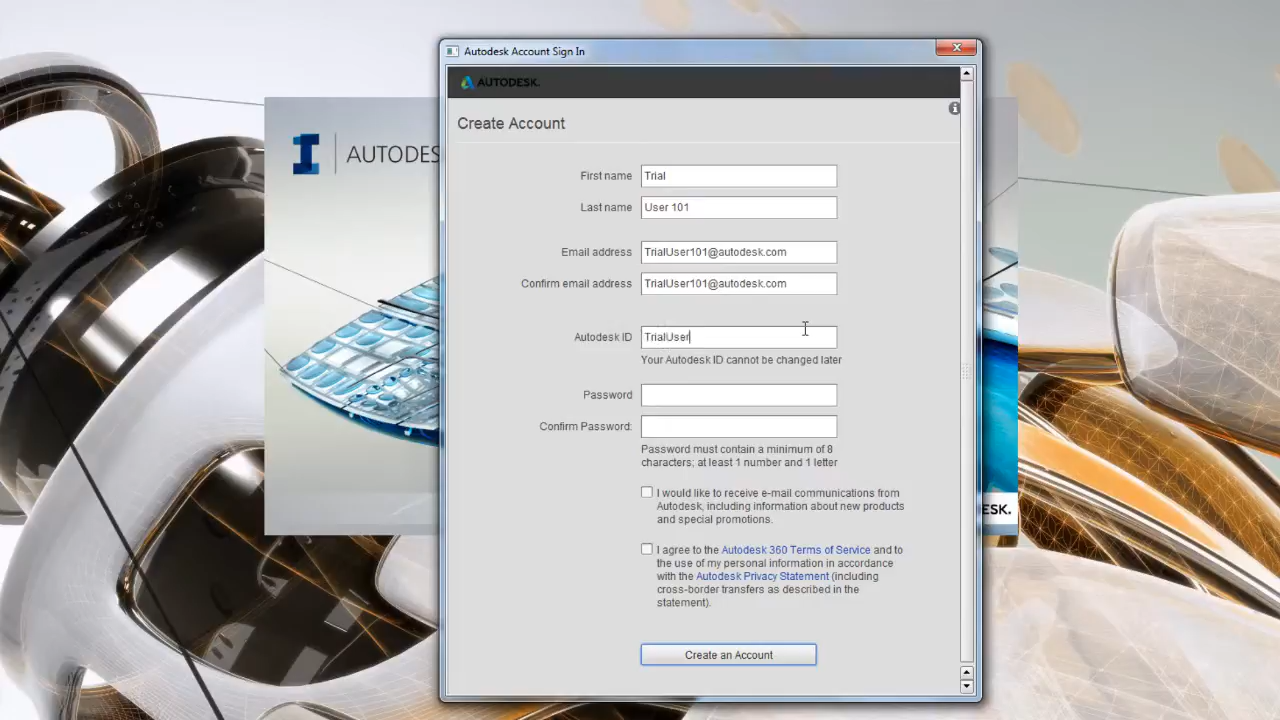 Autodesk Account Sign In
AUTODESK.
Create Account
AUTODES
First name Trial
Last name User 101
Email address TrialUser101@autodesk.com
Confirm email address TrialUser101@autodesk.com
Autodesk ID TrialUser
Your Autodesk ID cannot be changed later
Password
Confirm Password:
Password must contain a minimum of 8
characters; at least 1 number and 1 letter
I would like to receive e-mail communications from
Autodesk, including information about new products
and special promotions.
ESK.
I agree to the Autodesk 360 Terms of Service and to
the use of my personal information in accordance
with the Autodesk Privacy Statement (including
cross-border transfers as described in the
statement).
Create an Account